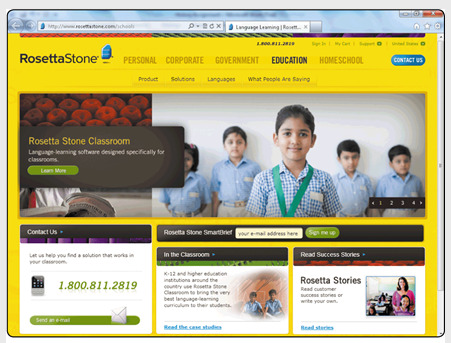 http://www.rosettastone.com/schools
Language Learning | Rosett...
1.800.811.2819 Sign in My Cart Support United States
RosettaStone
PERSONAL CORPORATE GOVERNMENT EDUCATION HOMESCHOOL CONTACT US
Product Solutions Languages What People Are Saying
Rosetta Stone Classroom
Language-learning software designed specifically for
classrooms.
Learn More
1 2 3 4
Contact Us
Let us help you find a solution that works in
your classroom.
1.800.811.2819
Send an e-mail
Rosetta Stone SmartBrief your e-mail address here Sign me up
In the Classroom
K-12 and higher education
institutions around the
country use Rosetta Stone
Classroom to bring the very
best language-learning
curriculum to their students.
Read the case studies
Read Success Stories
Rosetta Stories
Read customer
success stories or
write your own.
Read stories